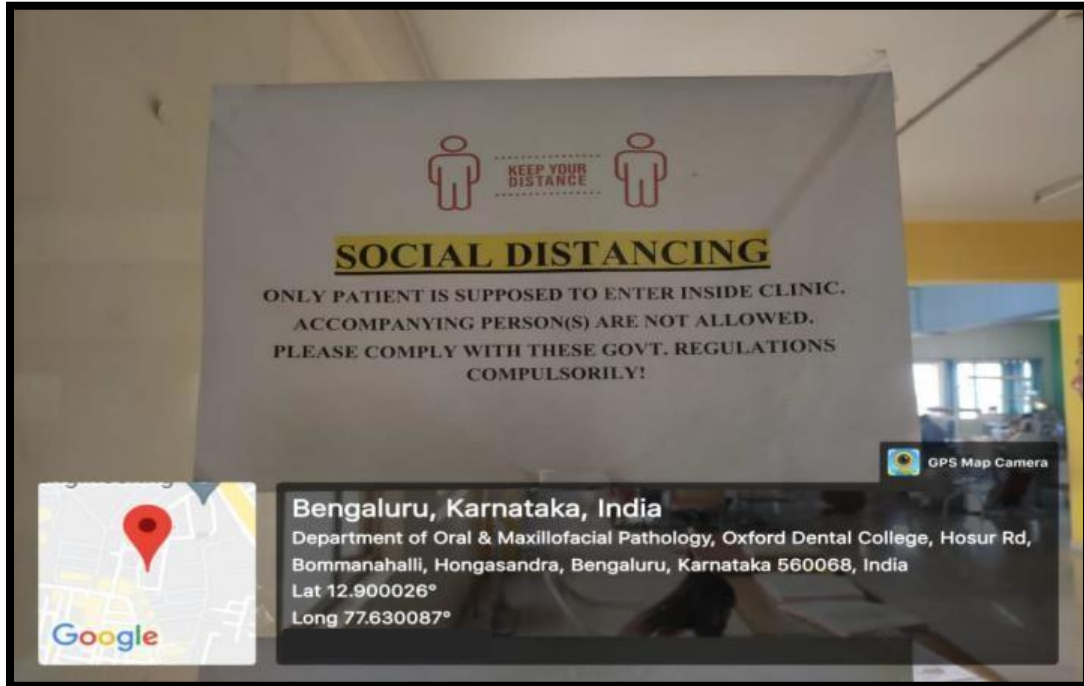 KEEP YOUR
DISTANCE
SOCIAL DISTANCING
ONLY PATIENT IS SUPPOSED TO ENTER INSIDE CLINIC.
ACCOMPANYING PERSON(S) ARE NOT ALLOWED.
PLEASE COMPLY WITH THESE GOVT. REGULATIONS
COMPULSORILY!
GPS Map Camera
Bengaluru, Karnataka, India
Department of Oral & Maxillofacial Pathology, Oxford Dental College, Hosur Rd,
Bommanahalli, Hongasandra, Bengaluru, Karnataka 560068, India
Lat 12.900026°
Long 77.630087°
Google